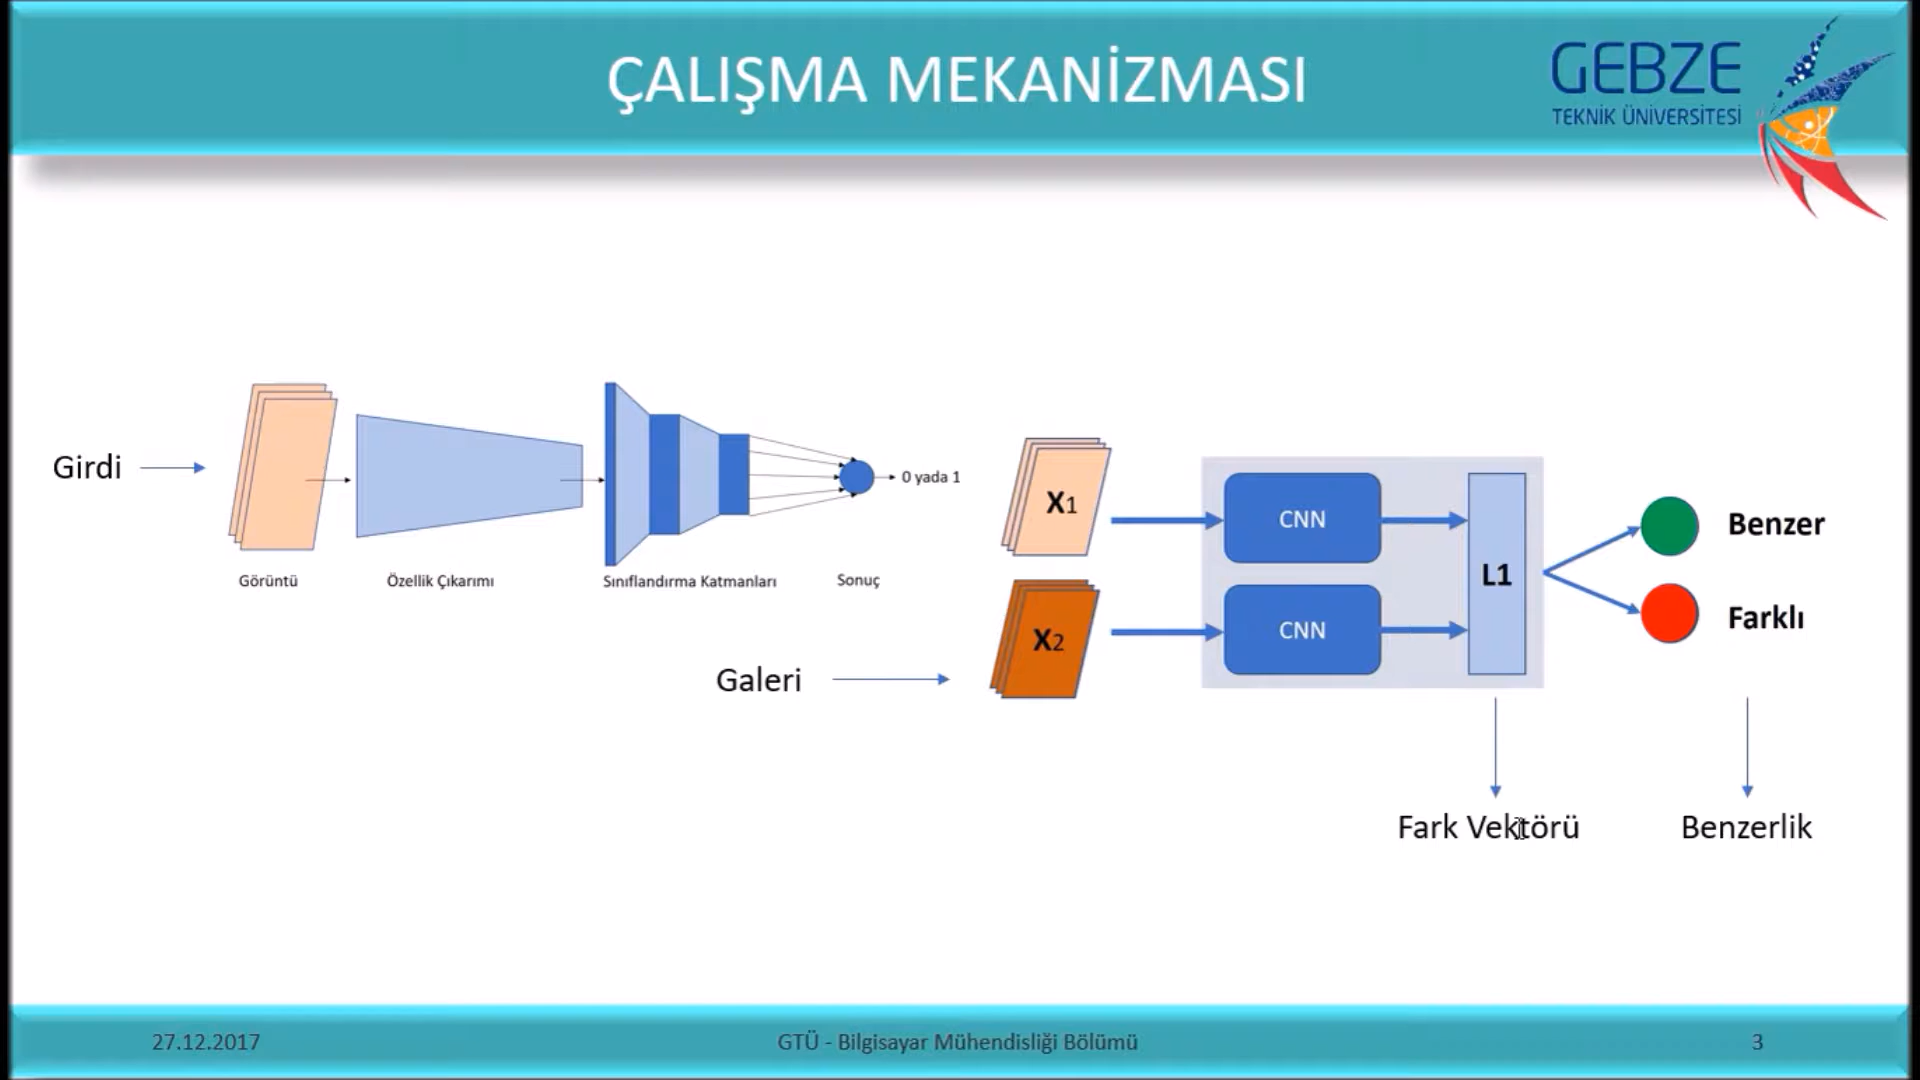 ÇALIŞMA MEKANİZMASI
GEBZE
TEKNİK ÜNİVERSİTESİ
Girdi
Görüntü
Özellik Çıkarımı
Sınıflandırma Katmanları
Sonuç
0 yada 1
Galeri
X1
X2
CNN
CNN
L1
Benzer
Farklı
Fark Vektörü
Benzerlik
27.12.2017
GTÜ - Bilgisayar Mühendisliği Bölümü
3